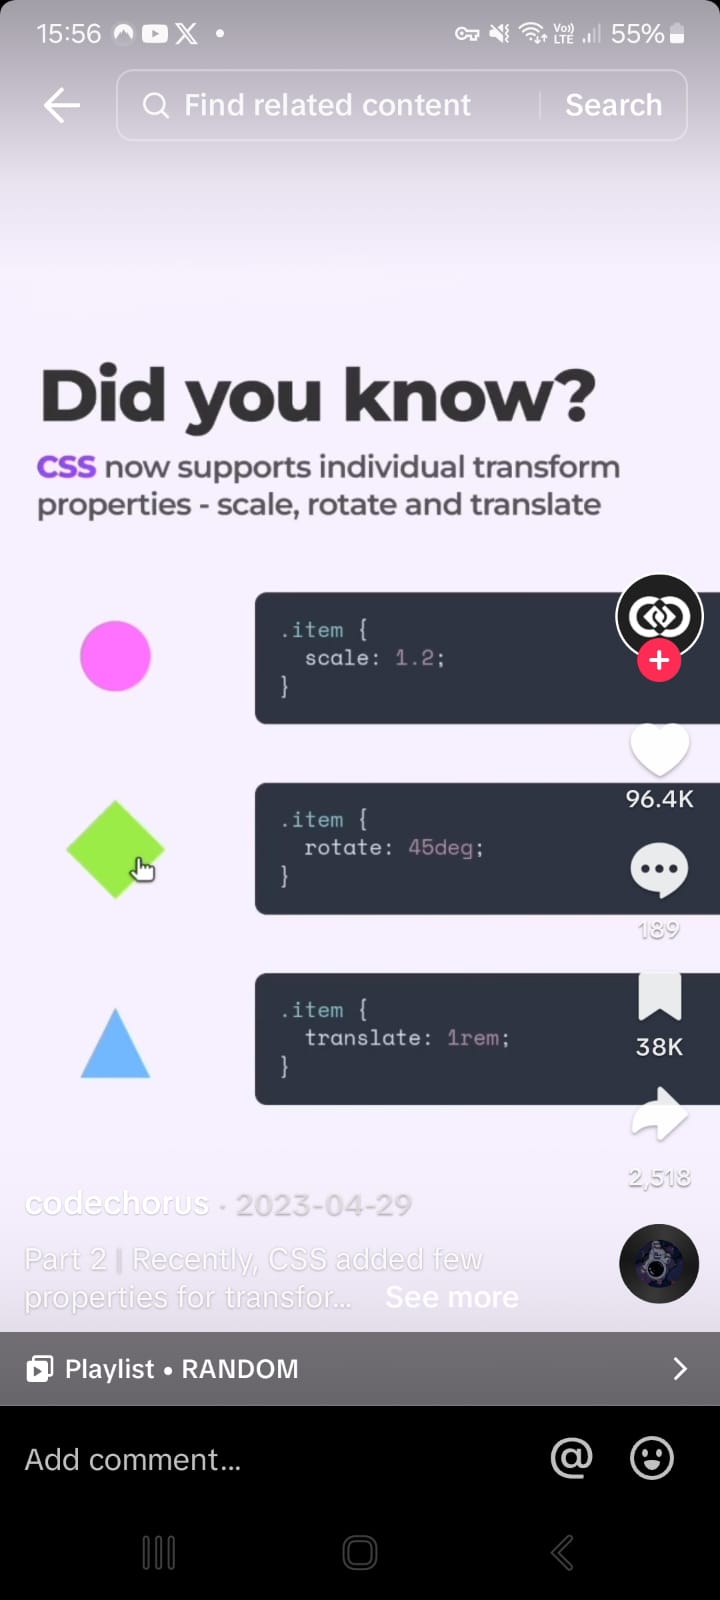 15:56
Vo))
LTE
55%
Find related content
Search
Did you know?
CSS now supports individual transform
properties - scale, rotate and translate
.item {
scale: 1.2;
}
.item {
rotate: 45deg;
}
.item {
translate: 1rem;
}
96.4K
189
38K
2,518
codechorus · 2023-04-29
Part 2 | Recently, CSS added few
properties for transfor... See more
Playlist • RANDOM
Add comment...